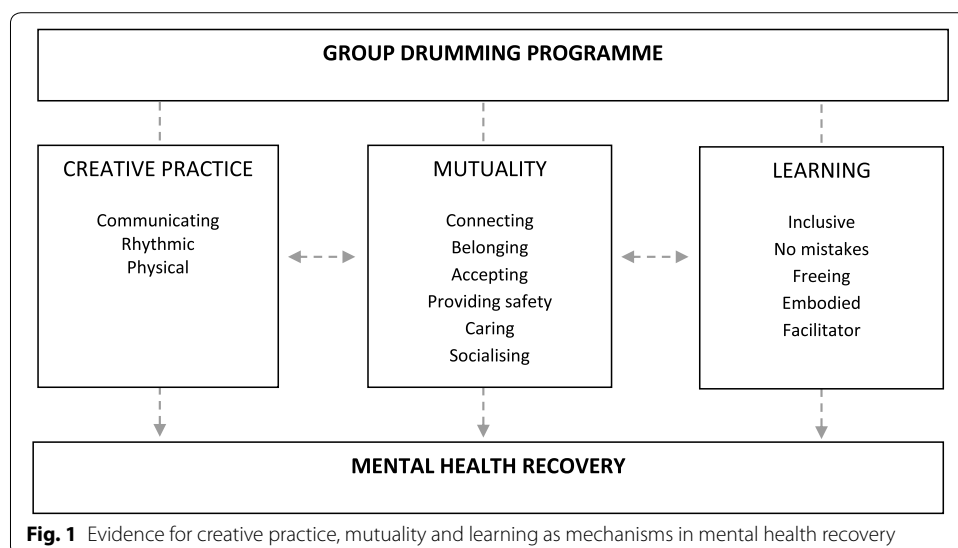 GROUP DRUMMING PROGRAMME
CREATIVE PRACTICE
Communicating
Rhythmic
Physical
MUTUALITY
Connecting
Belonging
Accepting
Providing safety
Caring
Socialising
LEARNING
Inclusive
No mistakes
Freeing
Embodied
Facilitator
MENTAL HEALTH RECOVERY
Fig. 1 Evidence for creative practice, mutuality and learning as mechanisms in mental health recovery